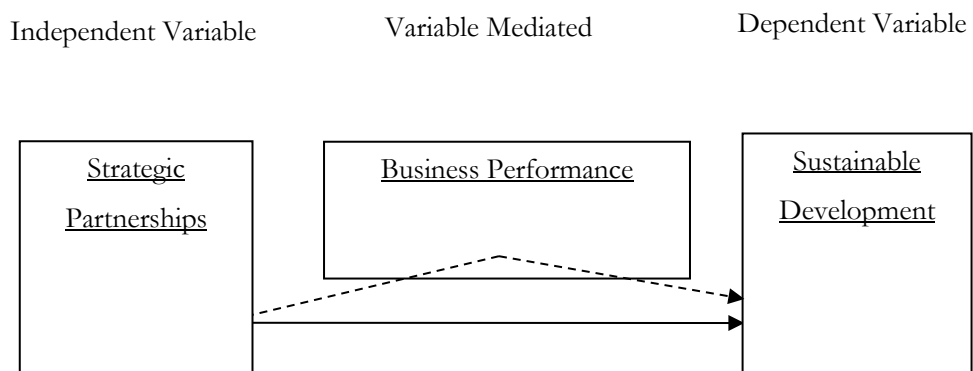 Independent Variable
Variable Mediated
Dependent Variable
Strategic
Partnerships
Business Performance
Sustainable
Development